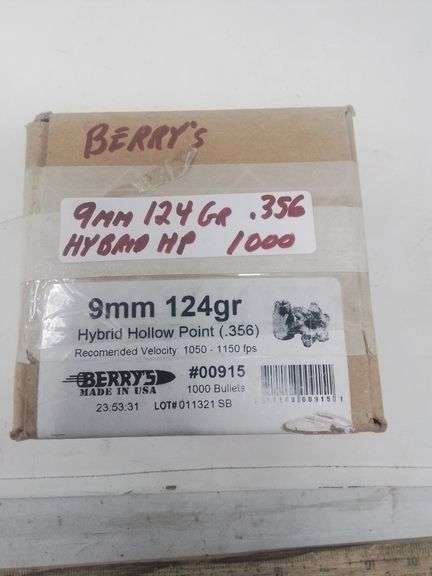 BERRY'S
9mm 124 GR .356
HYBRID HP 1000
9mm 124gr
Hybrid Hollow Point (.356)
Recomended Velocity: 1050 - 1150 fps
BERRY'S
MADE IN USA
#00915
1000 Bullets
23:53:31 LOT# 011321 SB